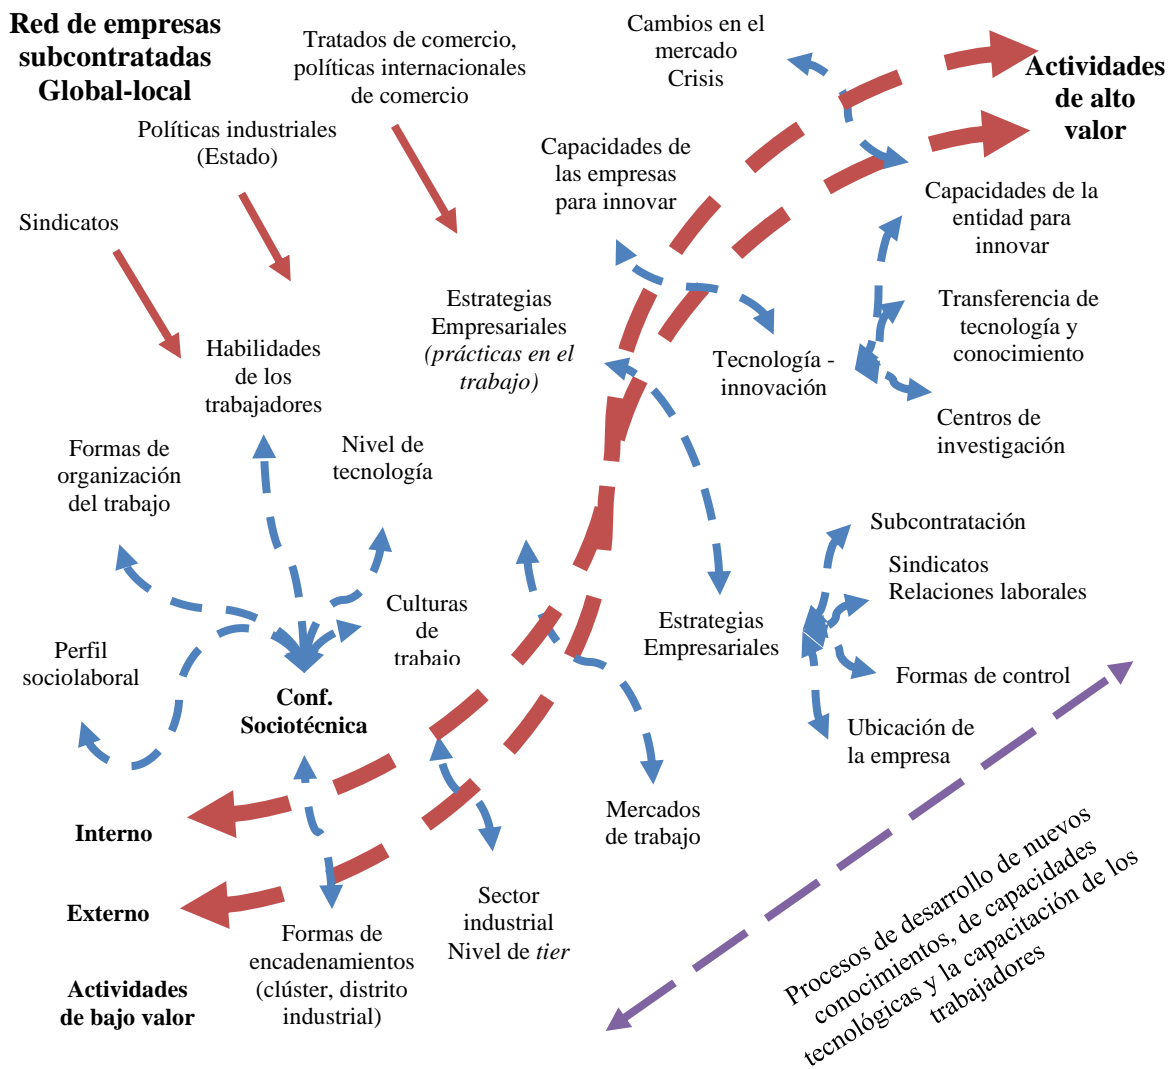 Red de empresas
subcontratadas
Global-local
Tratados de comercio,
políticas internacionales
de comercio
Cambios en el
mercado
Crisis
Actividades
de alto
valor
Políticas industriales
(Estado)
Capacidades de
las empresas
para innovar
Sindicatos
Capacidades de la
entidad para
innovar
Estrategias
Empresariales
(prácticas en el
trabajo)
Transferencia de
tecnología y
conocimiento
Habilidades
de los
trabajadores
Tecnología -
innovación
Centros de
investigación
Formas de
organización
del trabajo
Nivel de
tecnología
Subcontratación
Sindicatos
Relaciones laborales
Culturas
de
trabajo
Estrategias
Empresariales
Perfil
sociolaboral
Formas de control
Conf.
Sociotécnica
Ubicación de
la empresa
Interno
Mercados
de trabajo
Externo
Sector
industrial
Nivel de tier
Formas de
encadenamientos
(clúster, distrito
industrial)
Actividades
de bajo valor
Procesos de desarrollo de nuevos
conocimientos, de capacidades
tecnológicas y la capacitación de los
trabajadores